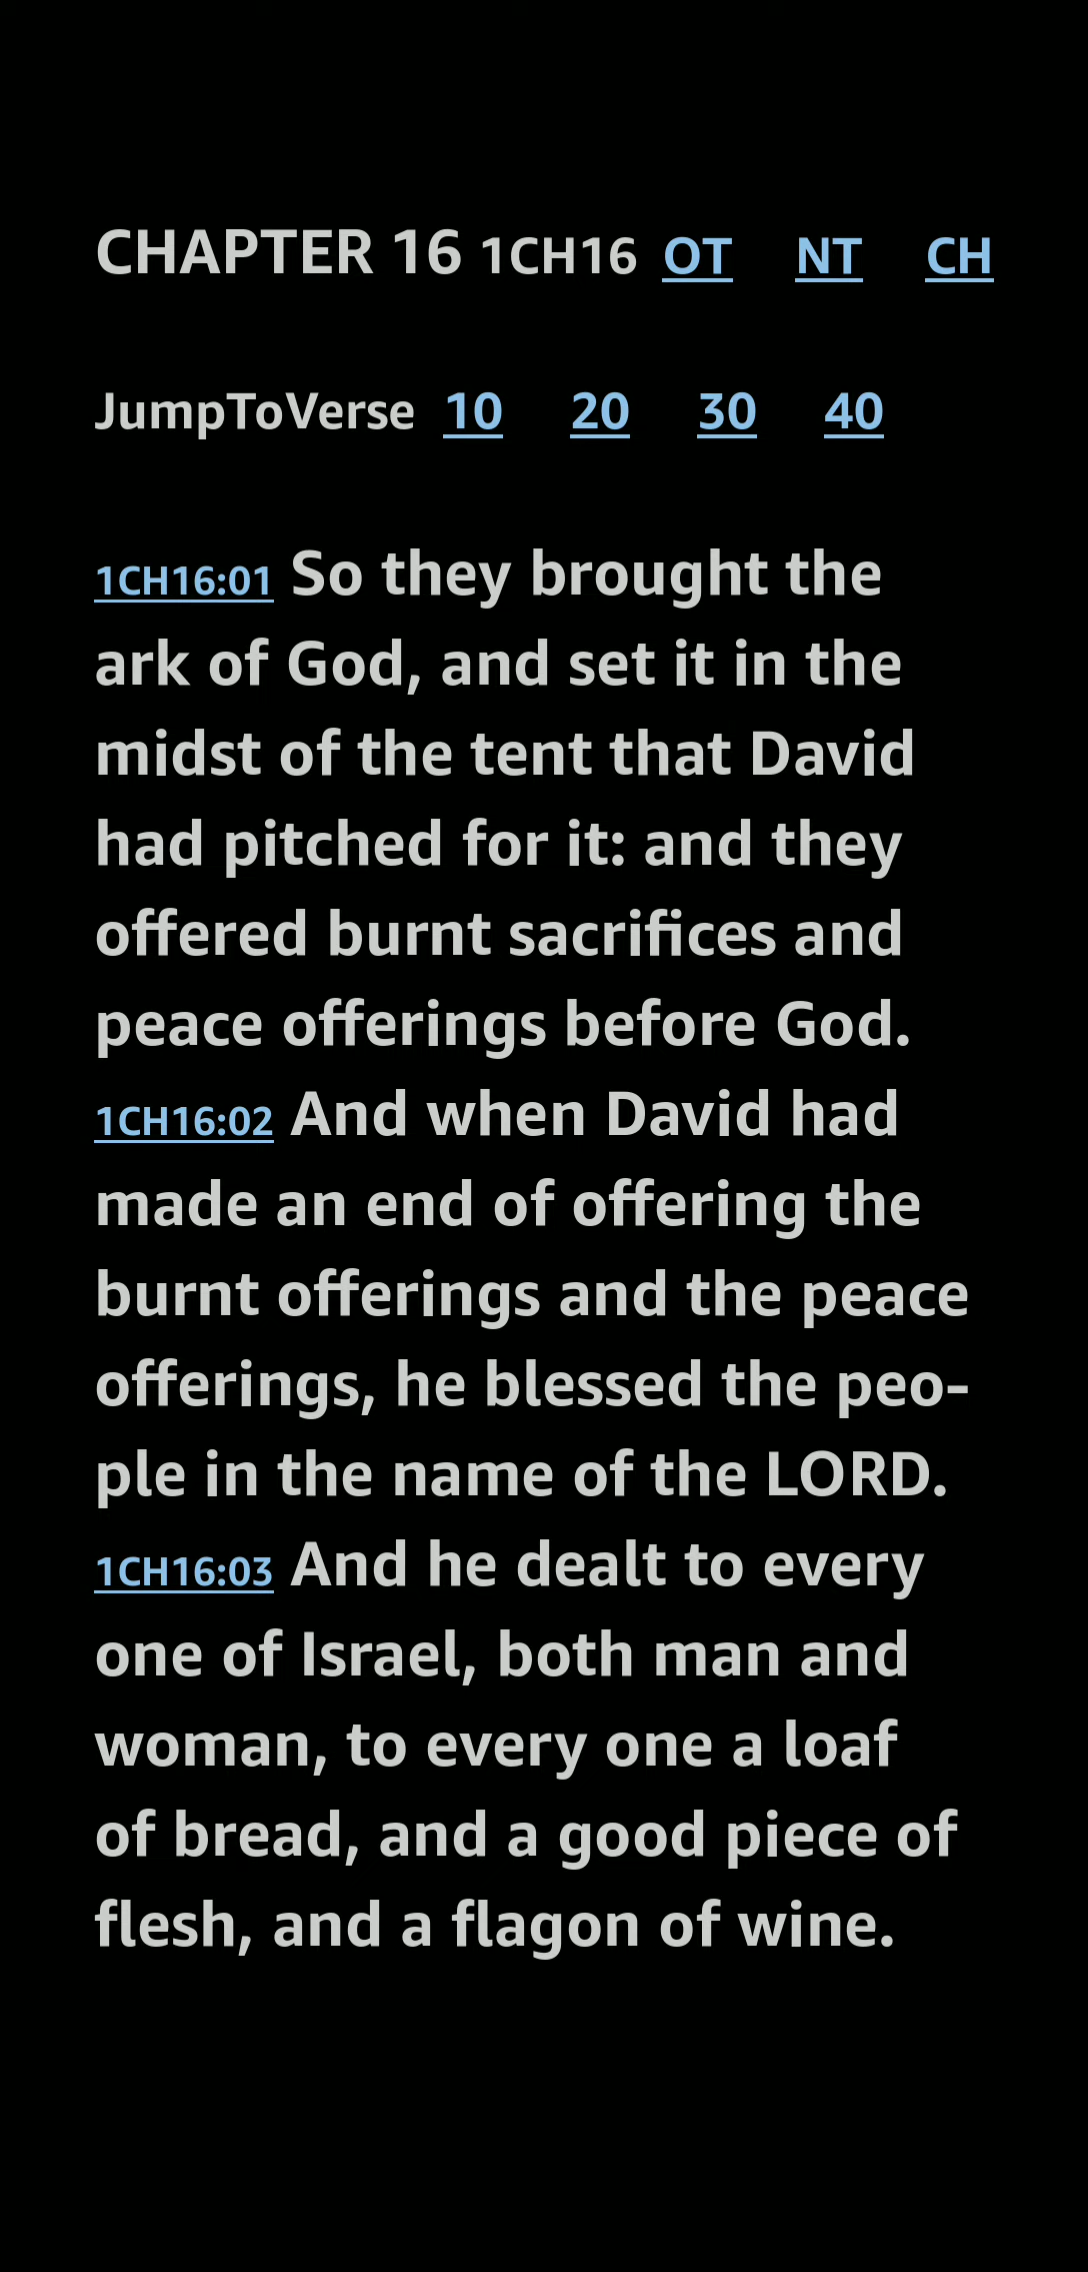 CHAPTER 16 1CH16 OT NT CH
JumpToVerse 10 20 30 40
1CH16:01 So they brought the
ark of God, and set it in the
midst of the tent that David
had pitched for it: and they
offered burnt sacrifices and
peace offerings before God.
1CH16:02 And when David had
made an end of offering the
burnt offerings and the peace
offerings, he blessed the peo-
ple in the name of the LORD.
1CH16:03 And he dealt to every
one of Israel, both man and
woman, to every one a loaf
of bread, and a good piece of
flesh, and a flagon of wine.